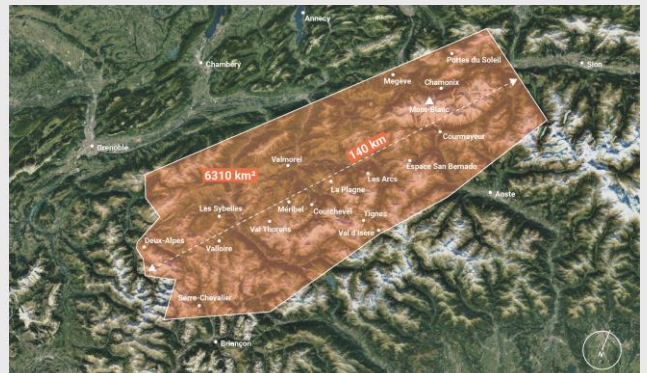 Annecy
Portes du Soleil
Chambéry
Sion
Megève
Chamonix
Mont-Blanc
Courmayeur
Grenoble
140 km
Valmorel
6310 km²
Espace San Bernado
Les Arcs
La Plagne
Aoste
Les Sybelles
Méribel
Courchevel
Tignes
Val Thorens
Val d'Isère
Deux-Alpes
Valloire
Serre-Chevalier
Briançon
N